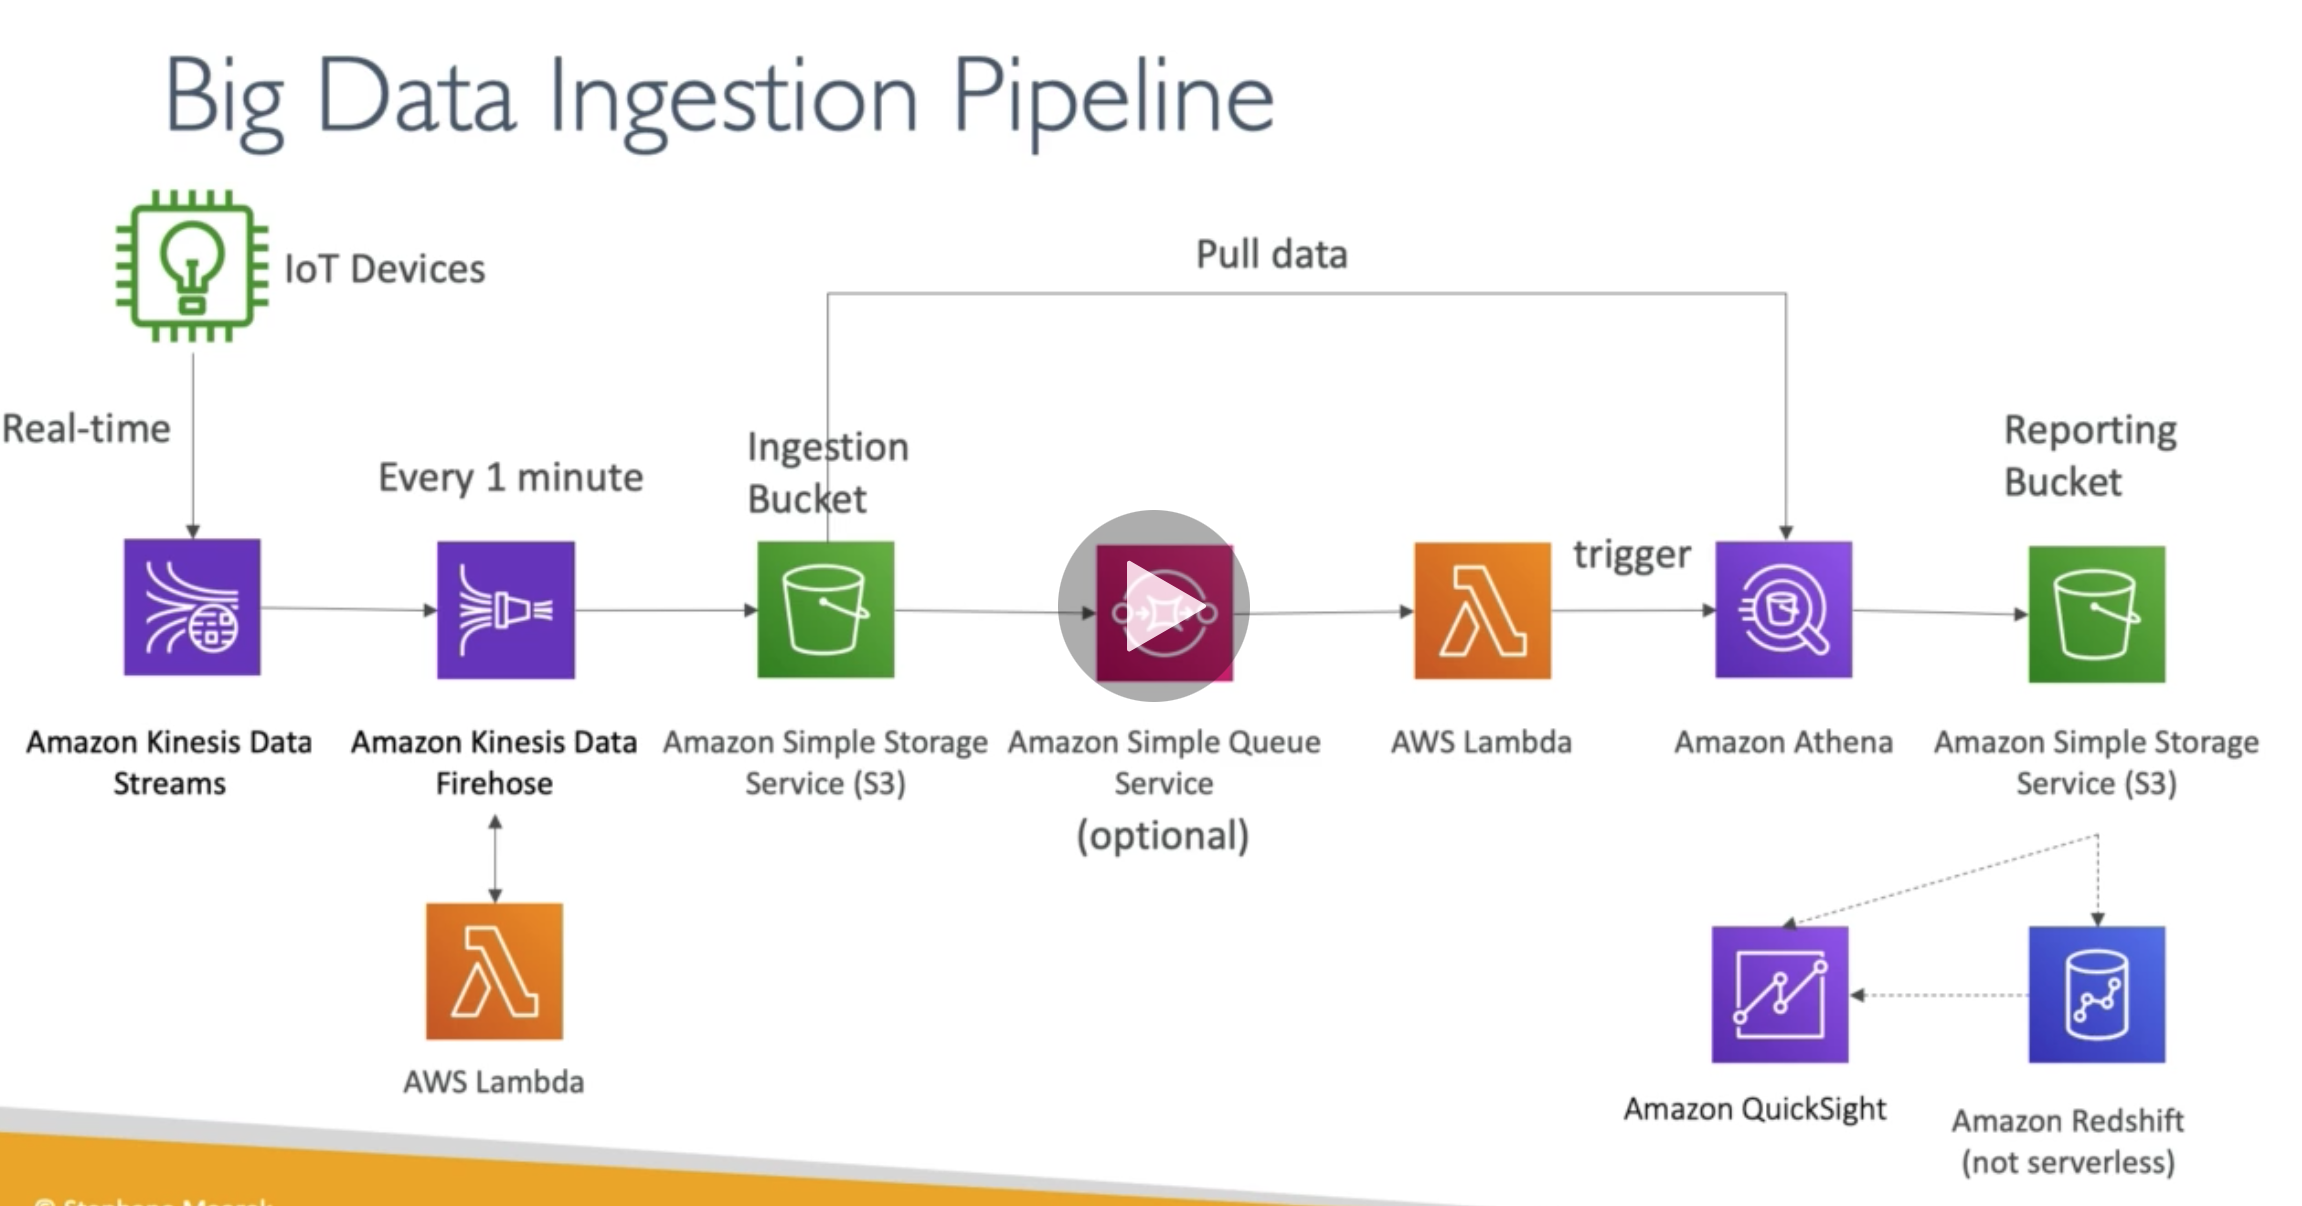 Big Data Ingestion Pipeline
IoT Devices
Pull data
Real-time
Every 1 minute
Ingestion
Bucket
trigger
Reporting
Bucket
Amazon Kinesis Data
Streams
Amazon Kinesis Data
Firehose
Amazon Simple Storage
Service (S3)
Amazon Simple Queue
Service
(optional)
AWS Lambda
Amazon Athena
Amazon Simple Storage
Service (S3)
AWS Lambda
Amazon QuickSight
Amazon Redshift
(not serverless)